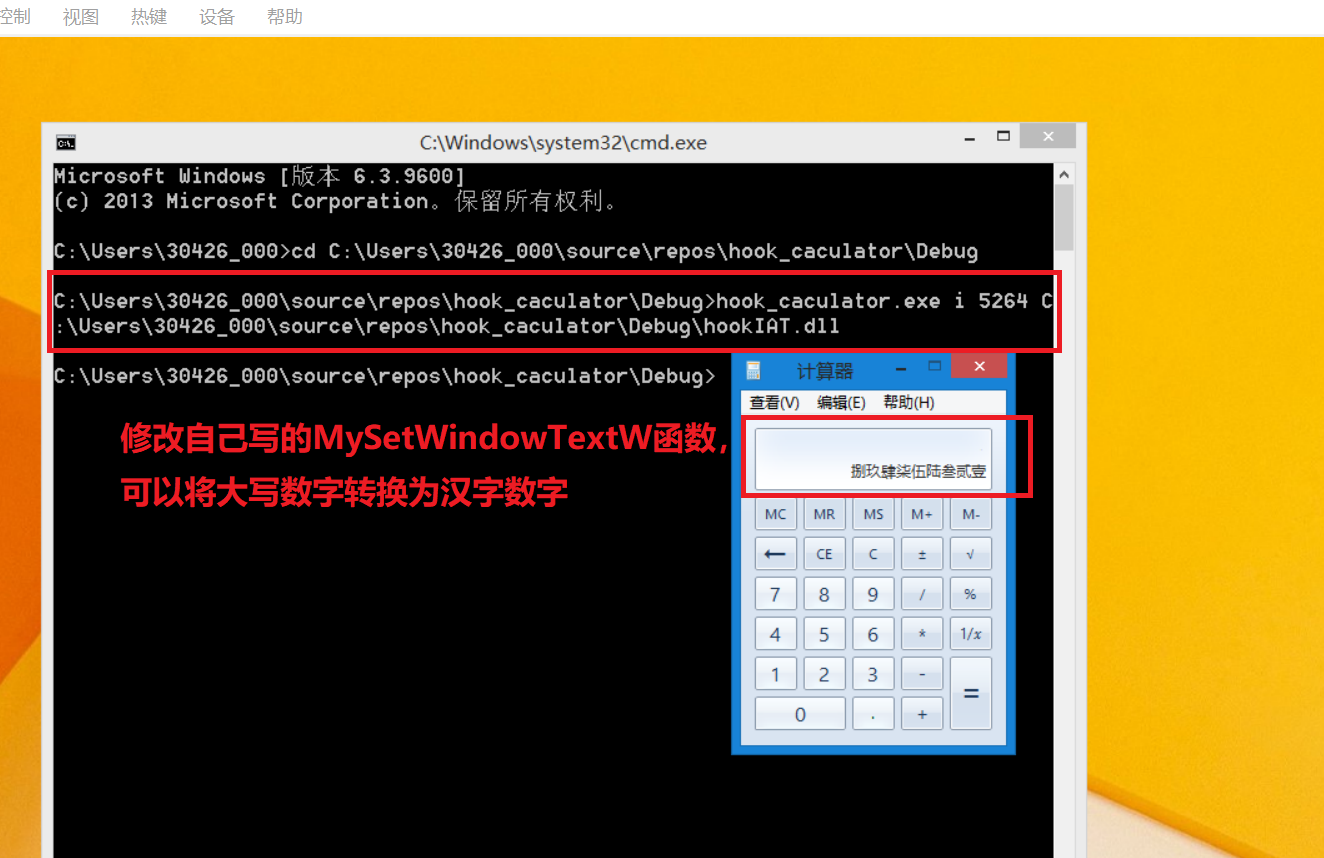 控制 视图 热键 设备 帮助
C:\Windows\system32\cmd.exe
Microsoft Windows [版本 6.3.9600]
(c) 2013 Microsoft Corporation。保留所有权利。
C:\Users\30426_000>cd C:\Users\30426_000\source\repos\hook_caculator\Debug
C:\Users\30426_000\source\repos\hook_caculator\Debug>hook_caculator.exe i 5264 C
:\Users\30426_000\source\repos\hook_caculator\Debug\hookIAT.dll
C:\Users\30426_000\source\repos\hook_caculator\Debug>
计算器
查看(V) 编辑(E) 帮助(H)
修改自己写的MySetWindowTextW函数,
可以将大写数字转换为汉字数字
捌玖肆柒伍陆叁贰壹
MC MR MS M+ M-
← CE C ± √
7 8 9 / %
4 5 6 * 1/x
1 2 3 - =
0 . +